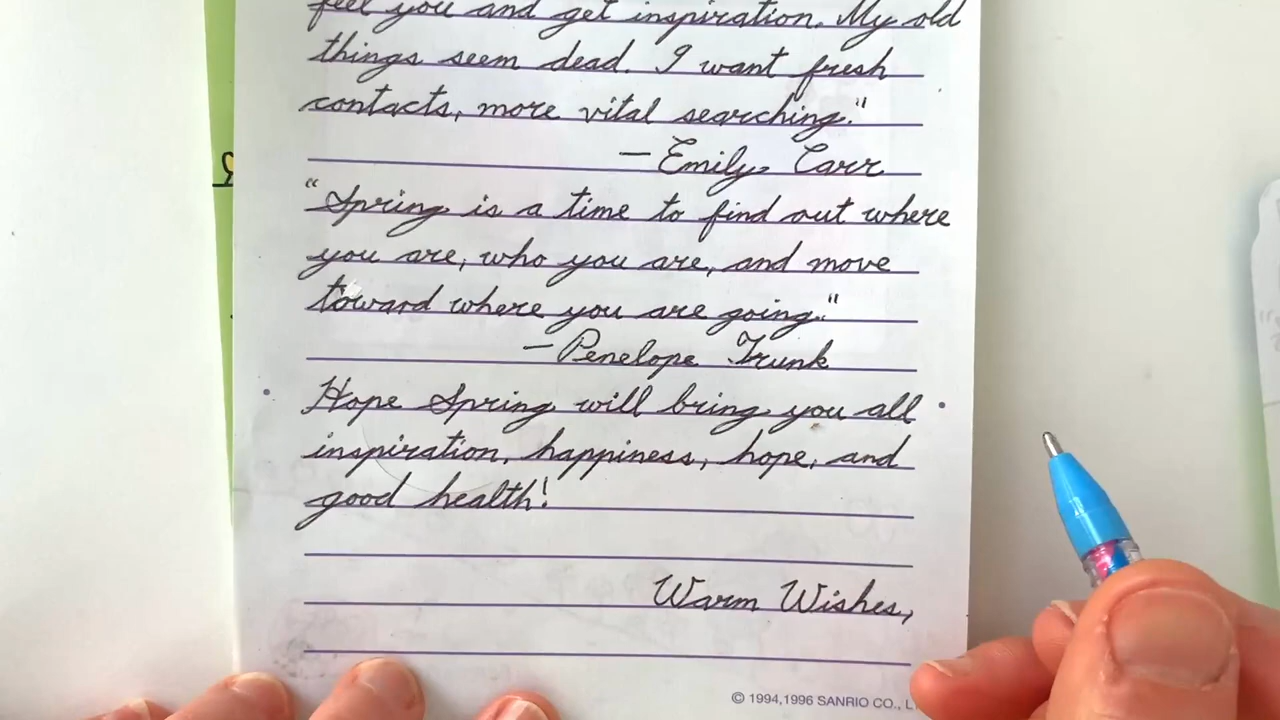 feel you and get inspiration. My old
things seem dead. I want fresh
contacts, more vital searching."
— Emily Carr
"Spring is a time to find out where
you are, who you are, and move
toward where you are going."
— Penelope Trunk
Hope Spring will bring you all
inspiration, happiness, hope, and
good health!
Warm Wishes,
© 1994,1996 SANRIO CO., L